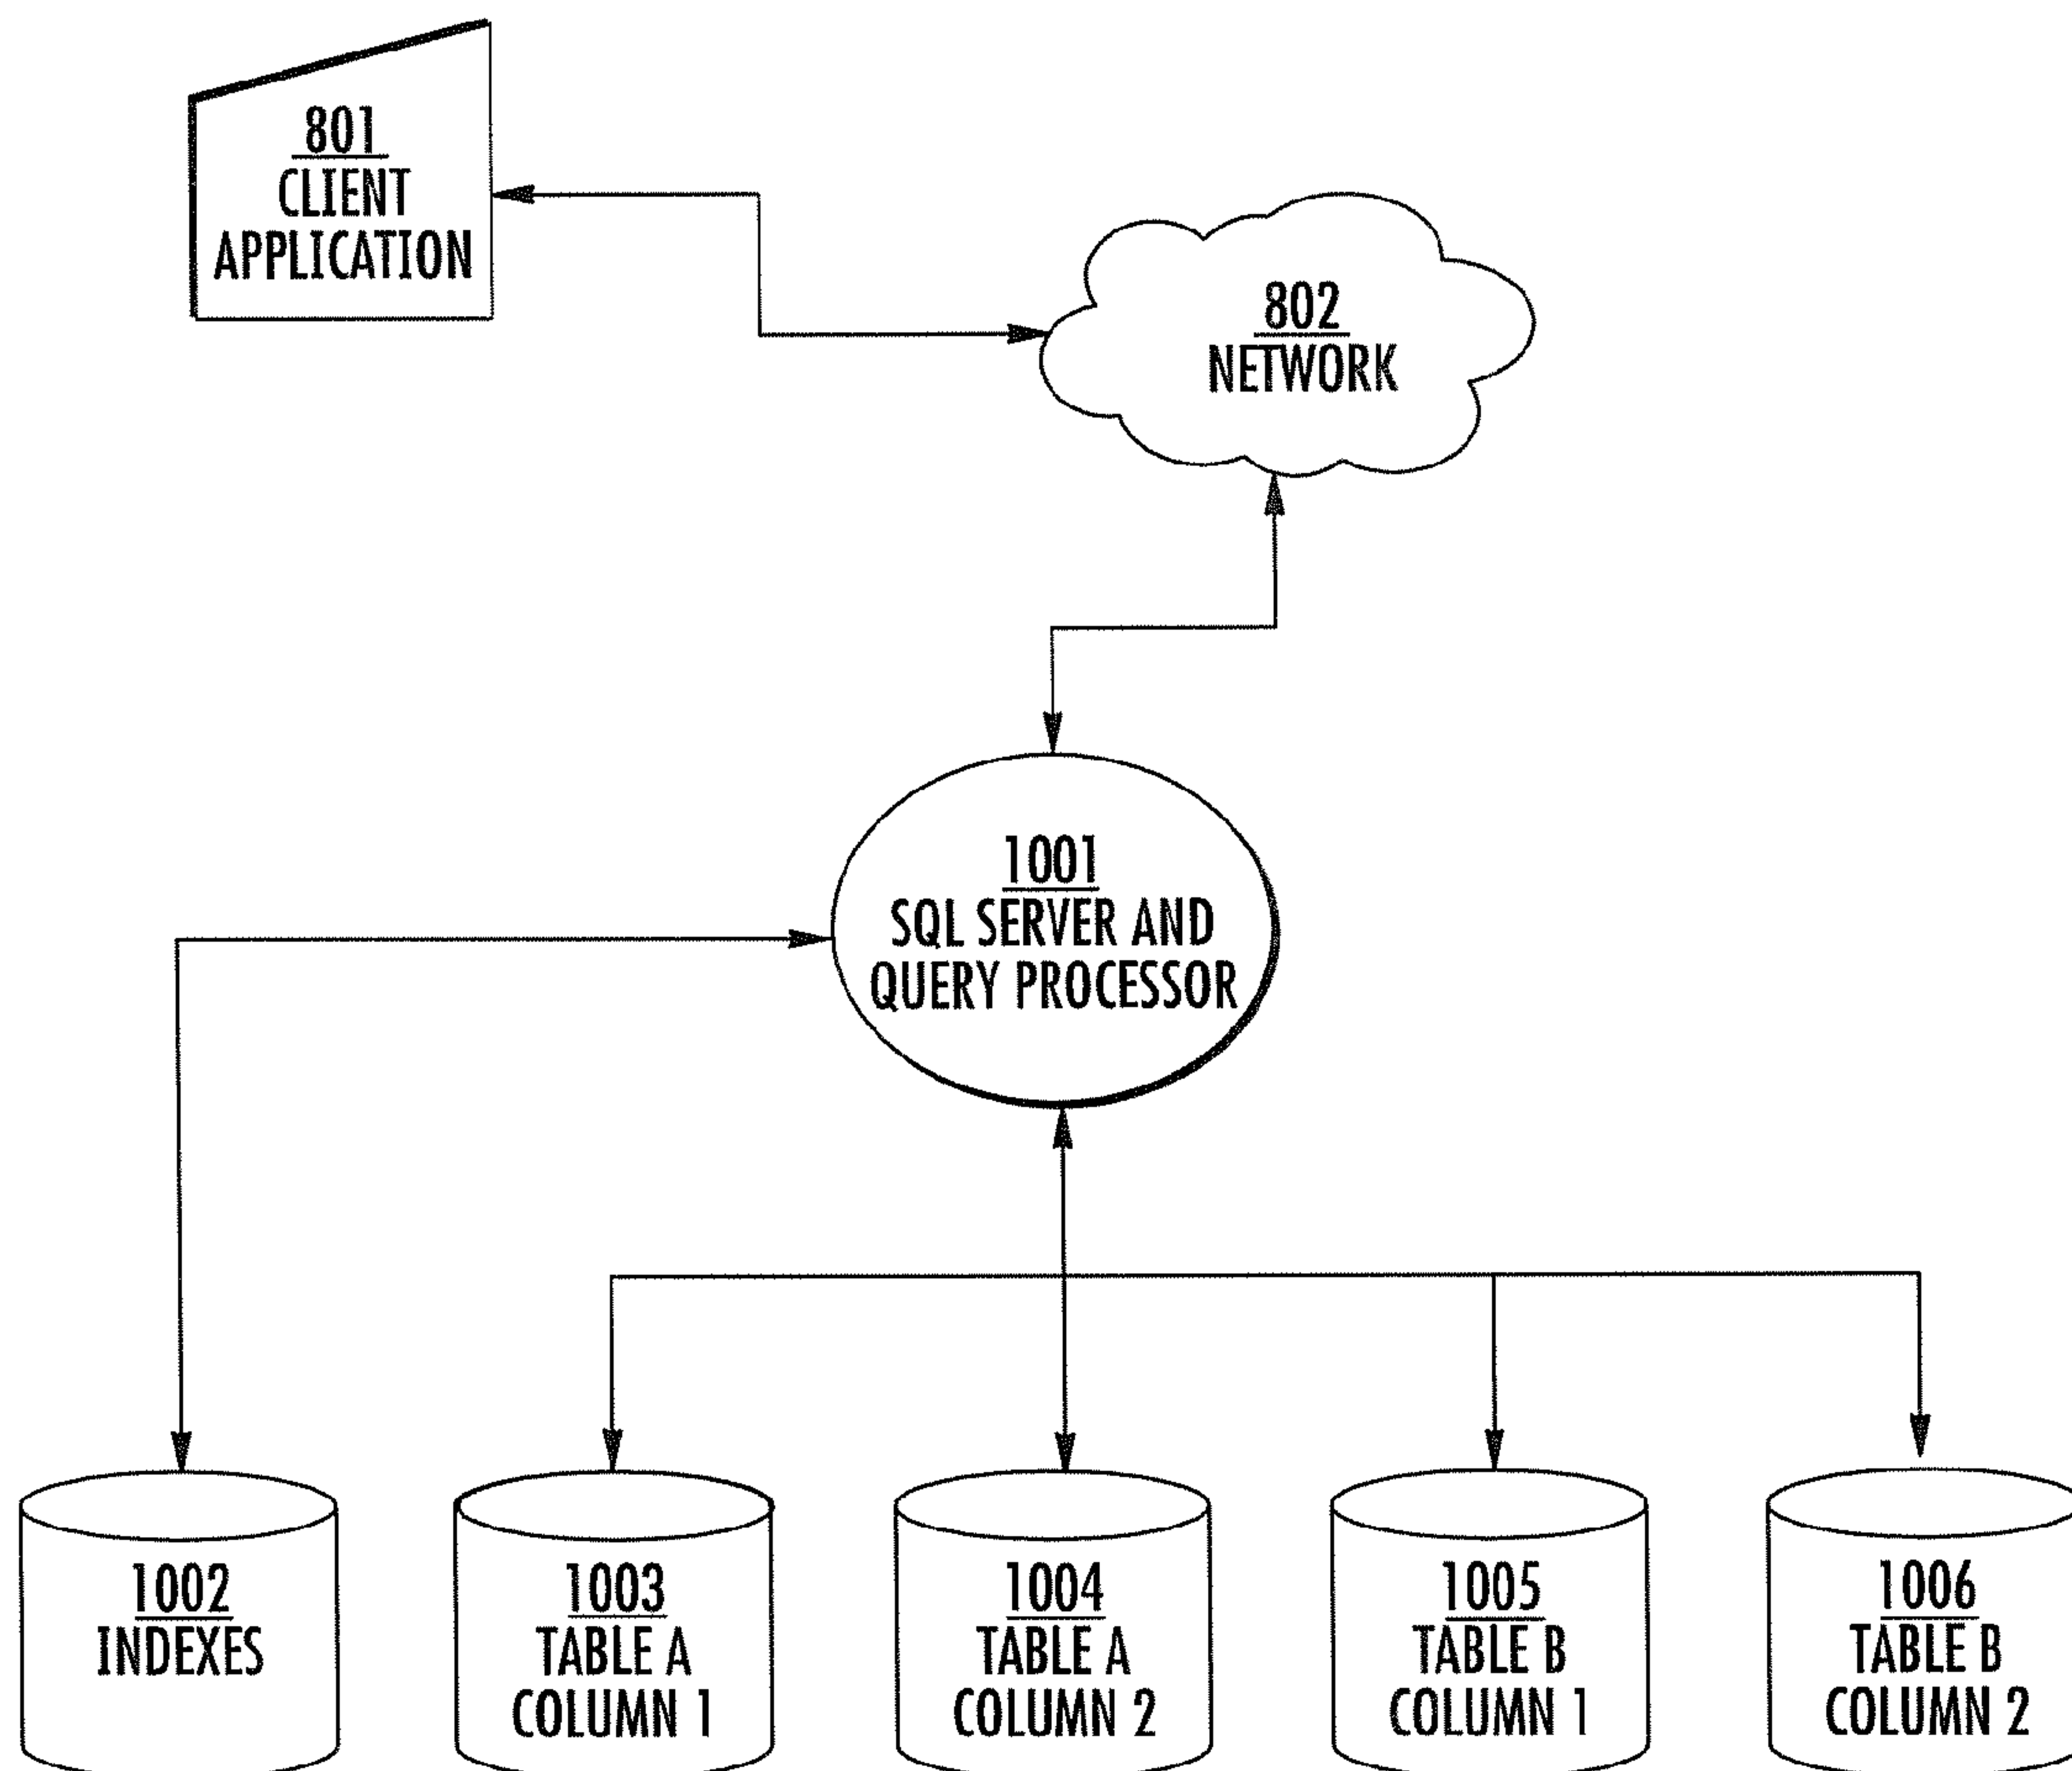 801
CLIENT
APPLICATION
802
NETWORK
1001
SQL SERVER AND
QUERY PROCESSOR
1002
INDEXES
1003
TABLE A
COLUMN 1
1004
TABLE A
COLUMN 2
1005
TABLE B
COLUMN 1
1006
TABLE B
COLUMN 2